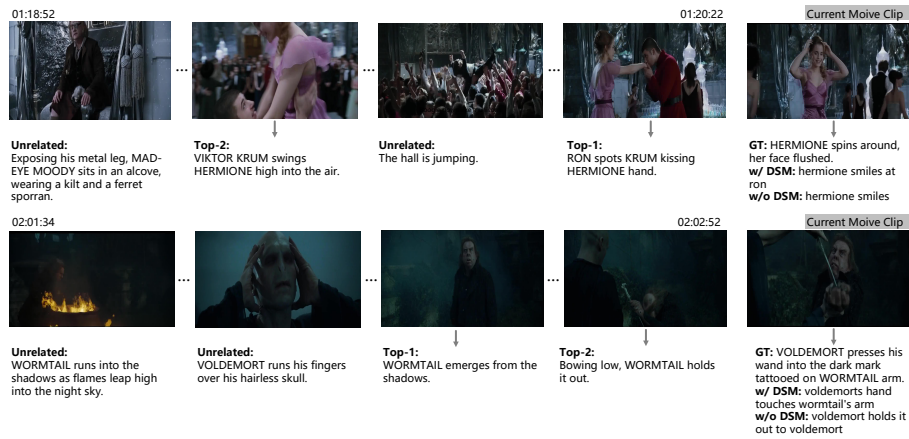 01:18:52
01:20:22
Current Moive Clip
... ... ...
Unrelated:
Exposing his metal leg, MAD-
EYE MOODY sits in an alcove,
wearing a kilt and a ferret
sporran.
Top-2:
VIKTOR KRUM swings
HERMIONE high into the air.
Unrelated:
The hall is jumping.
Top-1:
RON spots KRUM kissing
HERMIONE hand.
GT: HERMIONE spins around,
her face flushed.
w/ DSM: hermione smiles at
ron
w/o DSM: hermione smiles
02:01:34
02:02:52
Current Moive Clip
... ... ...
Unrelated:
WORMTAIL runs into the
shadows as flames leap high
into the night sky.
Unrelated:
VOLDEMORT runs his fingers
over his hairless skull.
Top-1:
WORMTAIL emerges from the
shadows.
Top-2:
Bowing low, WORMTAIL holds
it out.
GT: VOLDEMORT presses his
wand into the dark mark
tattooed on WORMTAIL arm.
w/ DSM: voldemorts hand
touches wormtail's arm
w/o DSM: voldemort holds it
out to voldemort